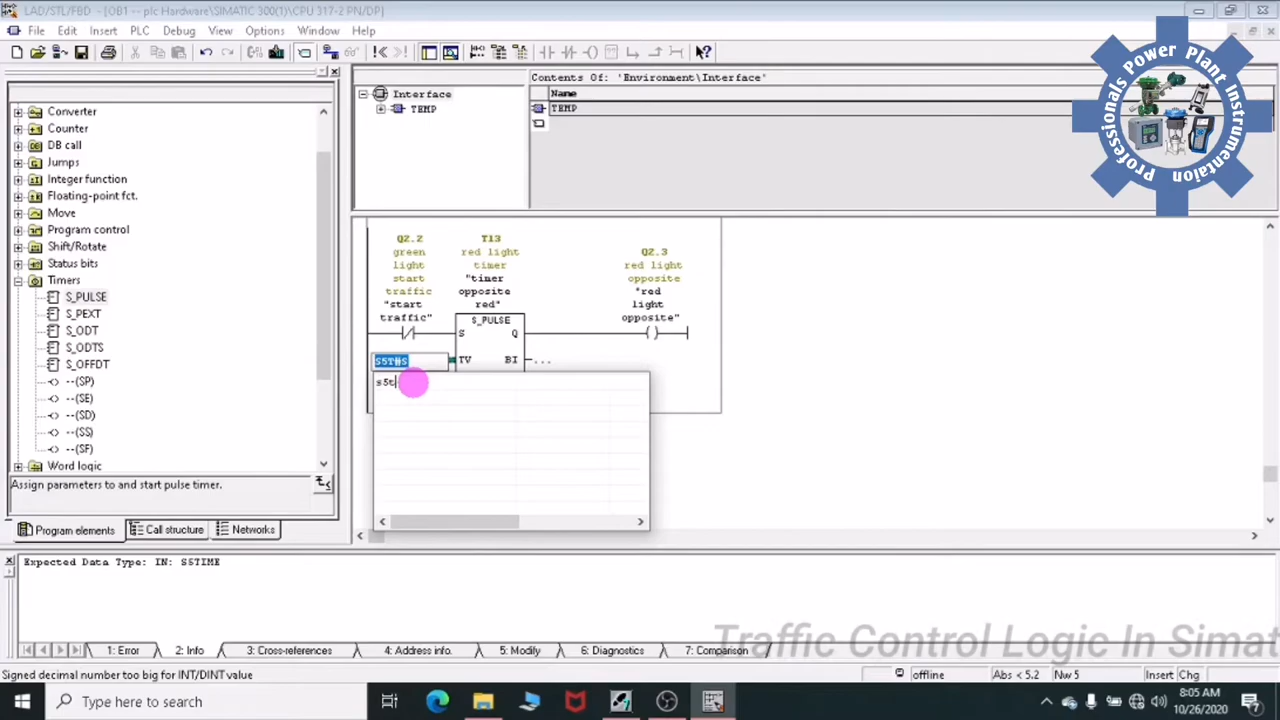 LAD/STL/FBD - [OB1 -- plc Hardware\SIMATIC 300(1)\CPU 317-2 PN/DP]
File Edit Insert PLC Debug View Options Window Help
Contents Of: 'Environment\Interface'
Interface
TEMP
Name
TEMP
Professionals Power Plant Instrumentaion
Converter
Counter
DB call
Jumps
Integer function
Floating-point fct.
Move
Program control
Shift/Rotate
Status bits
Timers
S_PULSE
S_PEXT
S_ODT
S_ODTS
S_OFFDT
--(SP)
--(SE)
--(SD)
--(SS)
--(SF)
Word logic
Assign parameters to and start pulse timer.
Program elements Call structure Networks
Q2.2
green
light
start
traffic
"start
traffic"
T13
red light
timer
"timer
opposite
red"
Q2.3
red light
opposite
"red
light
opposite"
S_PULSE
S Q
S5T#S TV BI ...
s5t
Expected Data Type: IN: S5TIME
1: Error 2: Info 3: Cross-references 4: Address info. 5: Modify 6: Diagnostics 7: Comparison
Traffic Control Logic In Simat
Signed decimal number too big for INT/DINT value
offline Abs < 5.2 Nw 5 Insert Chg
Type here to search
8:05 AM
10/26/2020
7